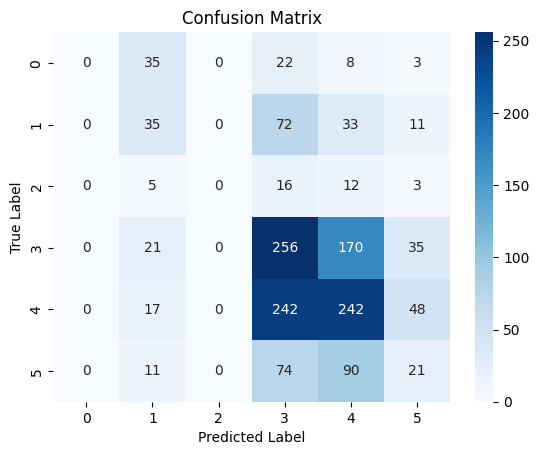 Confusion Matrix
0 0 35 0 22 8 3
1 0 35 0 72 33 11
2 0 5 0 16 12 3
3 0 21 0 256 170 35
4 0 17 0 242 242 48
5 0 11 0 74 90 21
0 1 2 3 4 5
Predicted Label
True Label
250
200
150
100
50
0